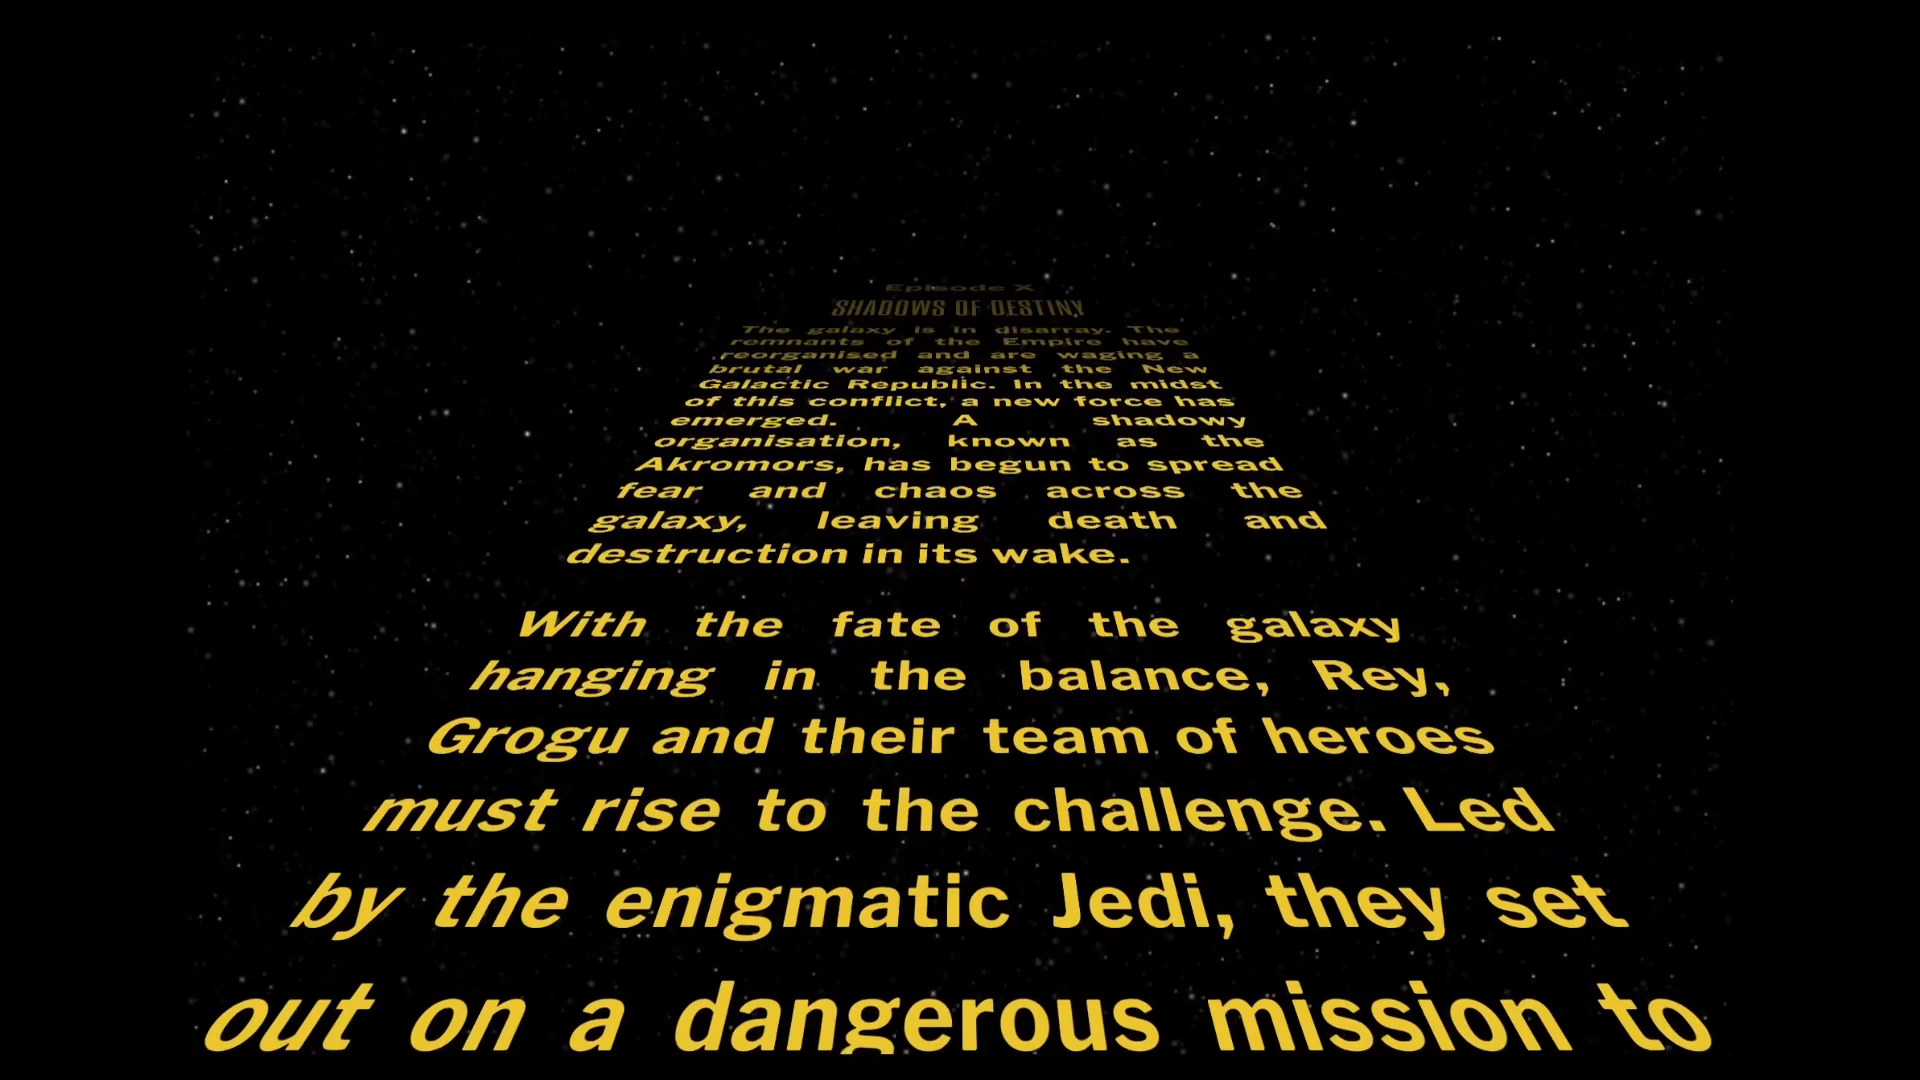 Episode X
SHADOWS OF DESTINY
The galaxy is in disarray. The
remnants of the Empire have
reorganised and are waging a
brutal war against the New
Galactic Republic. In the midst
of this conflict, a new force has
emerged. A shadowy
organisation, known as the
Akromors, has begun to spread
fear and chaos across the
galaxy, leaving death and
destruction in its wake.
With the fate of the galaxy
hanging in the balance, Rey,
Grogu and their team of heroes
must rise to the challenge. Led
by the enigmatic Jedi, they set
out on a dangerous mission to